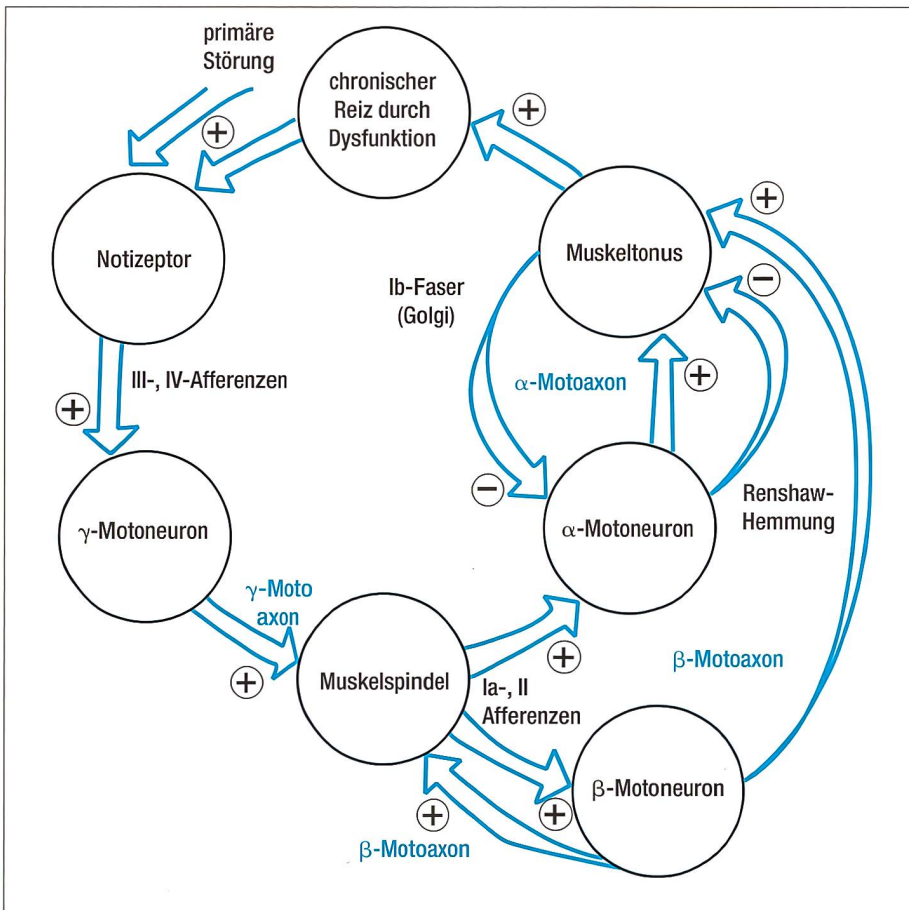 primäre
Störung
chronischer
Reiz durch
Dysfunktion
+
+
+
Notizeptor
Muskeltonus
−
Ib-Faser
(Golgi)
III-, IV-Afferenzen
+
α-Motoaxon
+
−
γ-Motoneuron
α-Motoneuron
Renshaw-
Hemmung
γ-Moto
axon
+
+
β-Motoaxon
Muskelspindel
Ia-, II
Afferenzen
β-Motoneuron
+
+
β-Motoaxon